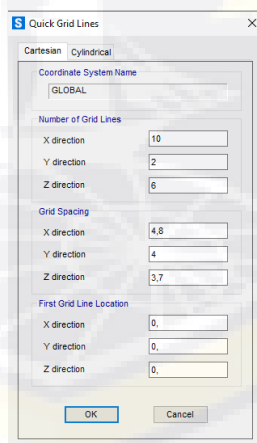 S Quick Grid Lines
Cartesian Cylindrical
Coordinate System Name
GLOBAL
Number of Grid Lines
X direction 10
Y direction 2
Z direction 6
Grid Spacing
X direction 4,8
Y direction 4
Z direction 3,7
First Grid Line Location
X direction 0,
Y direction 0,
Z direction 0,
OK Cancel